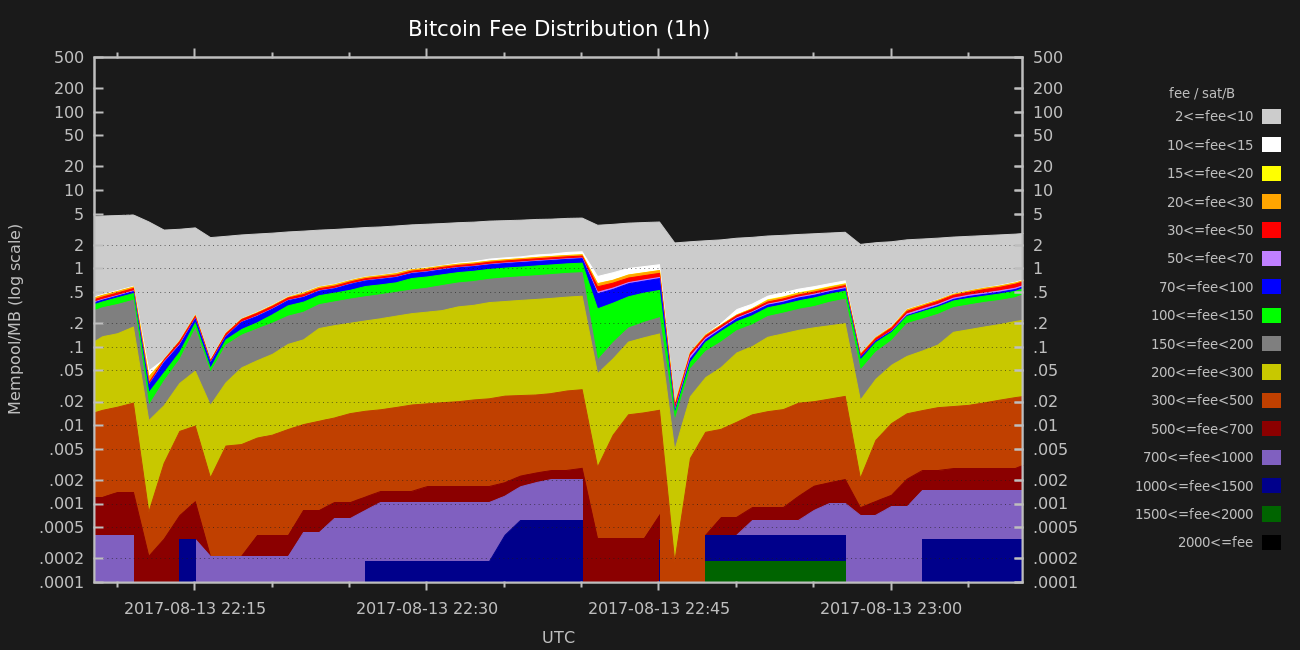 Bitcoin Fee Distribution (1h)
500 500
200 200
100 100
50 50
20 20
10 10
5 5
2 2
1 1
.5 .5
.2 .2
.1 .1
.05 .05
.02 .02
.01 .01
.005 .005
.002 .002
.001 .001
.0005 .0005
.0002 .0002
.0001 .0001
Mempool/MB (log scale)
2017-08-13 22:15 2017-08-13 22:30 2017-08-13 22:45 2017-08-13 23:00
UTC
fee / sat/B
2<=fee<10
10<=fee<15
15<=fee<20
20<=fee<30
30<=fee<50
50<=fee<70
70<=fee<100
100<=fee<150
150<=fee<200
200<=fee<300
300<=fee<500
500<=fee<700
700<=fee<1000
1000<=fee<1500
1500<=fee<2000
2000<=fee